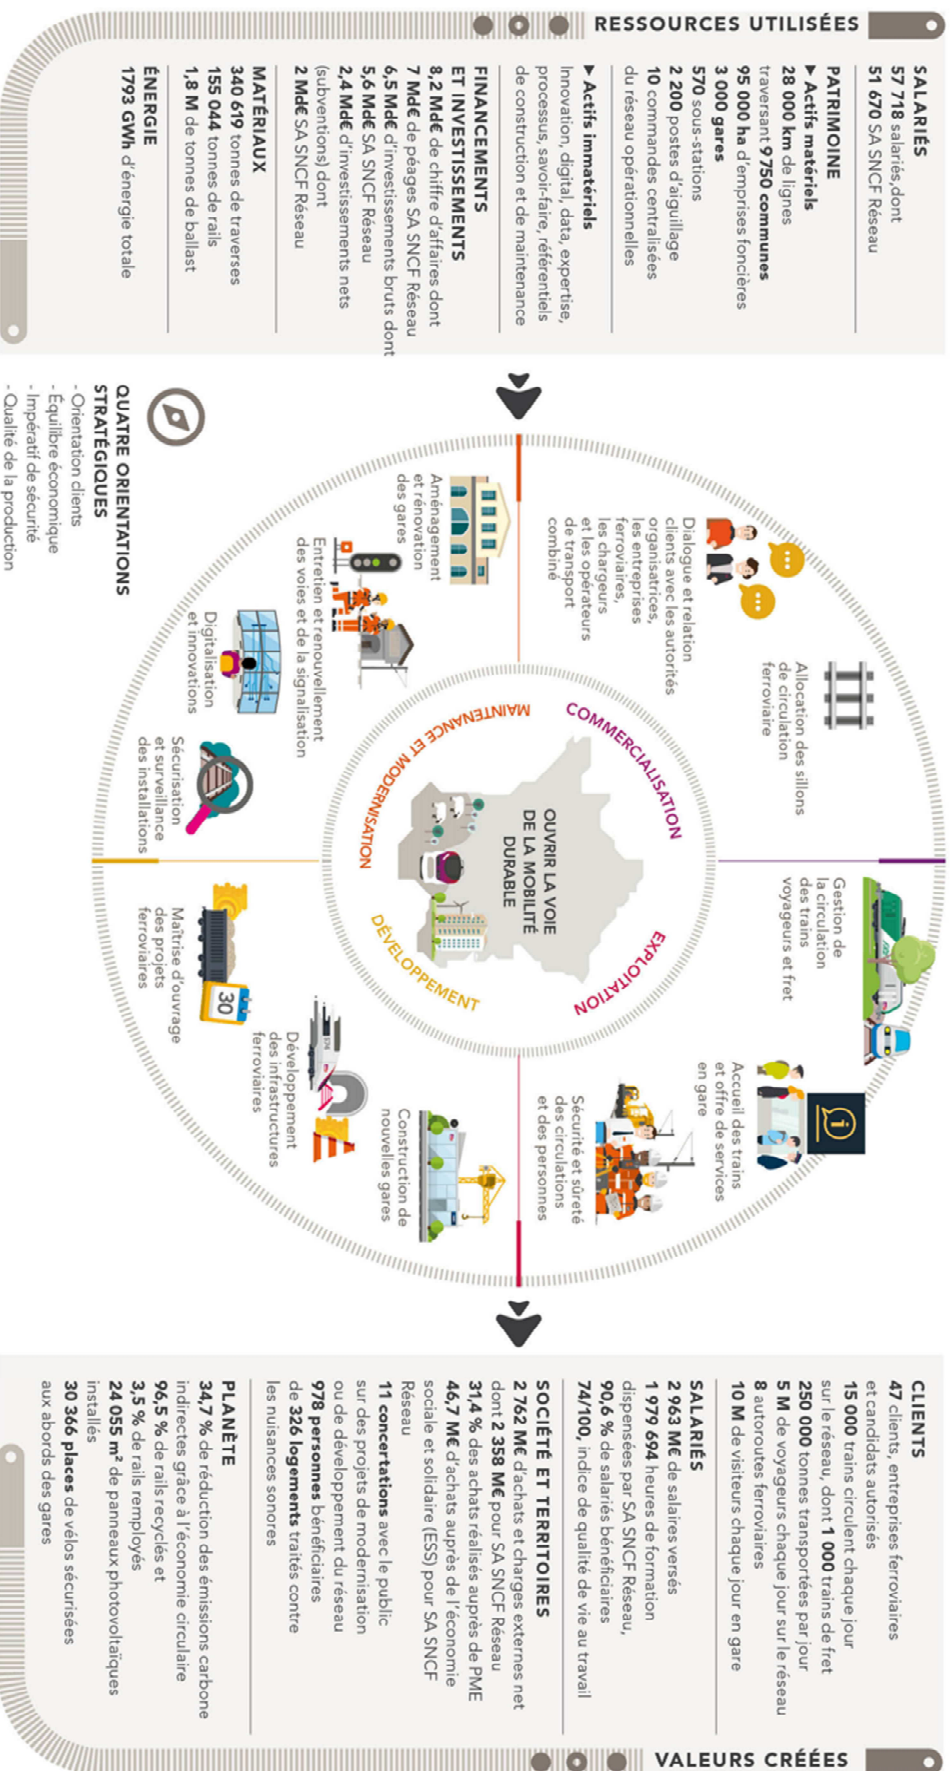 RESSOURCES UTILISÉES
SALARIÉS
57 718 salariés,dont
51 670 SA SNCF Réseau
PATRIMOINE
▶ Actifs matériels
28 000 km de lignes
traversant 9 750 communes
95 000 ha d'emprises foncières
3 000 gares
570 sous-stations
2 200 postes d'aiguillage
10 commandes centralisées
du réseau opérationnelles
▶ Actifs immatériels
Innovation, digital, data, expertise,
processus, savoir-faire, référentiels
de construction et de maintenance
FINANCEMENTS
ET INVESTISSEMENTS
8,2 Md€ de chiffre d'affaires dont
7 Md€ de péages SA SNCF Réseau
6,5 Md€ d'investissements bruts dont
5,6 Md€ SA SNCF Réseau
2,4 Md€ d'investissements nets
(subventions) dont
2 Md€ SA SNCF Réseau
MATÉRIAUX
340 619 tonnes de traverses
155 044 tonnes de rails
1,8 M de tonnes de ballast
ÉNERGIE
1793 GWh d'énergie totale
Dialogue et relation
clients avec les autorités
organisatrices,
les entreprises
ferroviaires,
les chargeurs
et les opérateurs
de transport
combiné
Allocation des sillons
de circulation
ferroviaire
Gestion de
la circulation
des trains
voyageurs et fret
Accueil des trains
et offre de services
en gare
Sécurité et sûreté
des circulations
et des personnes
COMMERCIALISATION
EXPLOITATION
OUVRIR LA VOIE
DE LA MOBILITÉ
DURABLE
MAINTENANCE ET MODERNISATION
DÉVELOPPEMENT
Aménagement
et rénovation
des gares
Entretien et renouvellement
des voies et de la signalisation
Digitalisation
et innovations
Sécurisation
et surveillance
des installations
30
Maîtrise d'ouvrage
des projets
ferroviaires
Développement
des infrastructures
ferroviaires
Construction de
nouvelles gares
QUATRE ORIENTATIONS
STRATÉGIQUES
- Orientation clients
- Équilibre économique
- Impératif de sécurité
- Qualité de la production
VALEURS CRÉÉES
CLIENTS
47 clients, entreprises ferroviaires
et candidats autorisés
15 000 trains circulent chaque jour
sur le réseau, dont 1 000 trains de fret
250 000 tonnes transportées par jour
5 M de voyageurs chaque jour sur le réseau
8 autoroutes ferroviaires
10 M de visiteurs chaque jour en gare
SALARIÉS
2 963 M€ de salaires versés
1 979 694 heures de formation
dispensées par SA SNCF Réseau,
90,6 % de salariés bénéficiaires
74/100, indice de qualité de vie au travail
SOCIÉTÉ ET TERRITOIRES
2 762 M€ d'achats et charges externes net
dont 2 358 M€ pour SA SNCF Réseau
31,4 % des achats réalisés auprès de PME
46,7 M€ d'achats auprès de l'économie
sociale et solidaire (ESS) pour SA SNCF
Réseau
11 concertations avec le public
sur des projets de modernisation
ou de développement du réseau
978 personnes bénéficiaires
de 326 logements traités contre
les nuisances sonores
PLANÈTE
34,7 % de réduction des émissions carbone
indirectes grâce à l'économie circulaire
96,5 % de rails recyclés et
3,5 % de rails remployés
24 055 m² de panneaux photovoltaïques
installés
30 366 places de vélos sécurisées
aux abords des gares